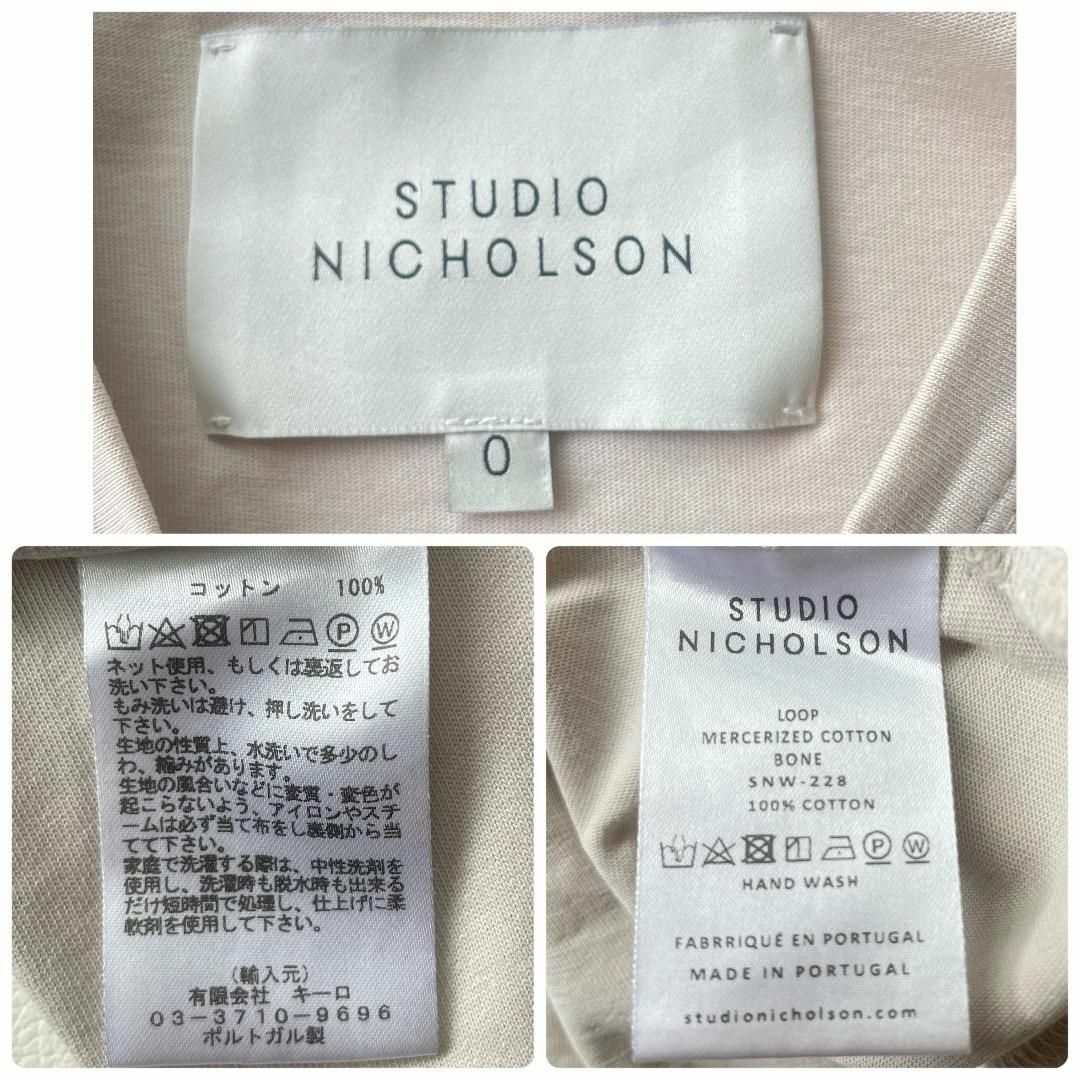 STUDIO
NICHOLSON
0
コットン 100%
P W
ネット使用、もしくは裏返してお
洗い下さい。
もみ洗いは避け、押し洗いをして
下さい。
生地の性質上、水洗いで多少のし
わ、縮みがあります。
生地の風合いなどに変質・変色が
起こらないよう、アイロンやスチ
ームは必ず当て布をし裏側から当
てて下さい。
家庭で洗濯する際は、中性洗剤を
使用し、洗濯時も脱水時も出来る
だけ短時間で処理し、仕上げに柔
軟剤を使用して下さい。
(輸入元)
有限会社 キーロ
03-3710-9696
ポルトガル製
STUDIO
NICHOLSON
LOOP
MERCERIZED COTTON
BONE
SNW-228
100% COTTON
P W
HAND WASH
FABRRIQUÉ EN PORTUGAL
MADE IN PORTUGAL
studionicholson.com